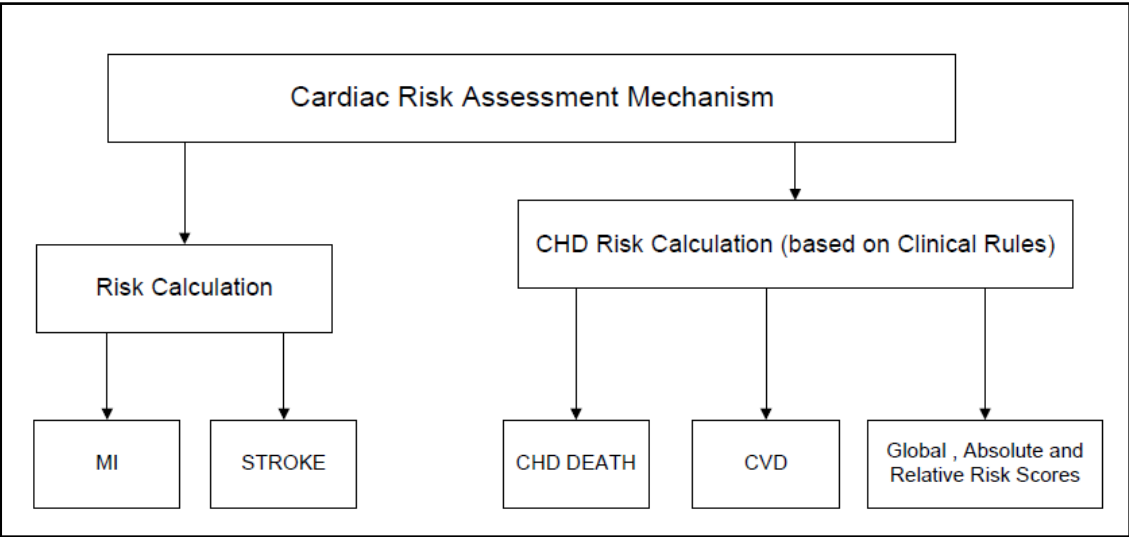 Cardiac Risk Assessment Mechanism
CHD Risk Calculation (based on Clinical Rules)
Risk Calculation
MI
STROKE
CHD DEATH
CVD
Global , Absolute and
Relative Risk Scores